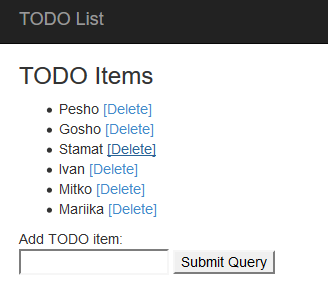 TODO List
TODO Items
Pesho [Delete]
Gosho [Delete]
Stamat [Delete]
Ivan [Delete]
Mitko [Delete]
Mariika [Delete]
Add TODO item:
Submit Query